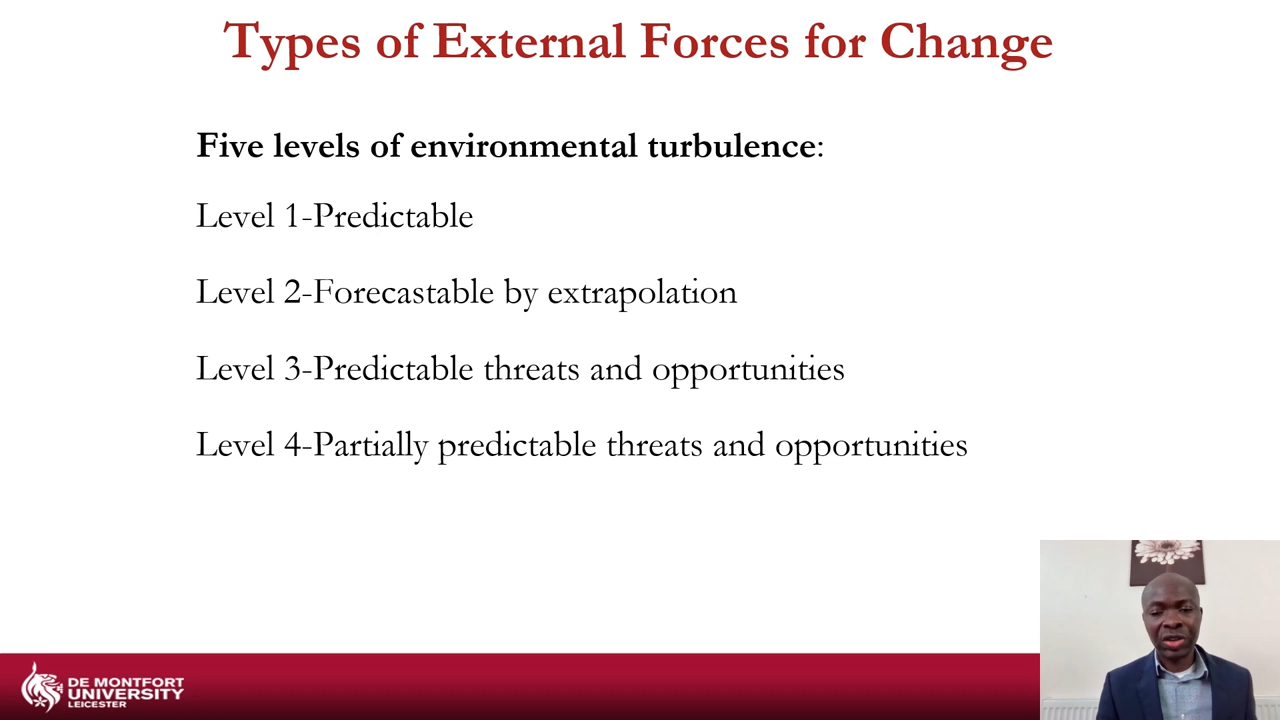 Types of External Forces for Change
Five levels of environmental turbulence:
Level 1-Predictable
Level 2-Forecastable by extrapolation
Level 3-Predictable threats and opportunities
Level 4-Partially predictable threats and opportunities
DE MONTFORT
UNIVERSITY
LEICESTER